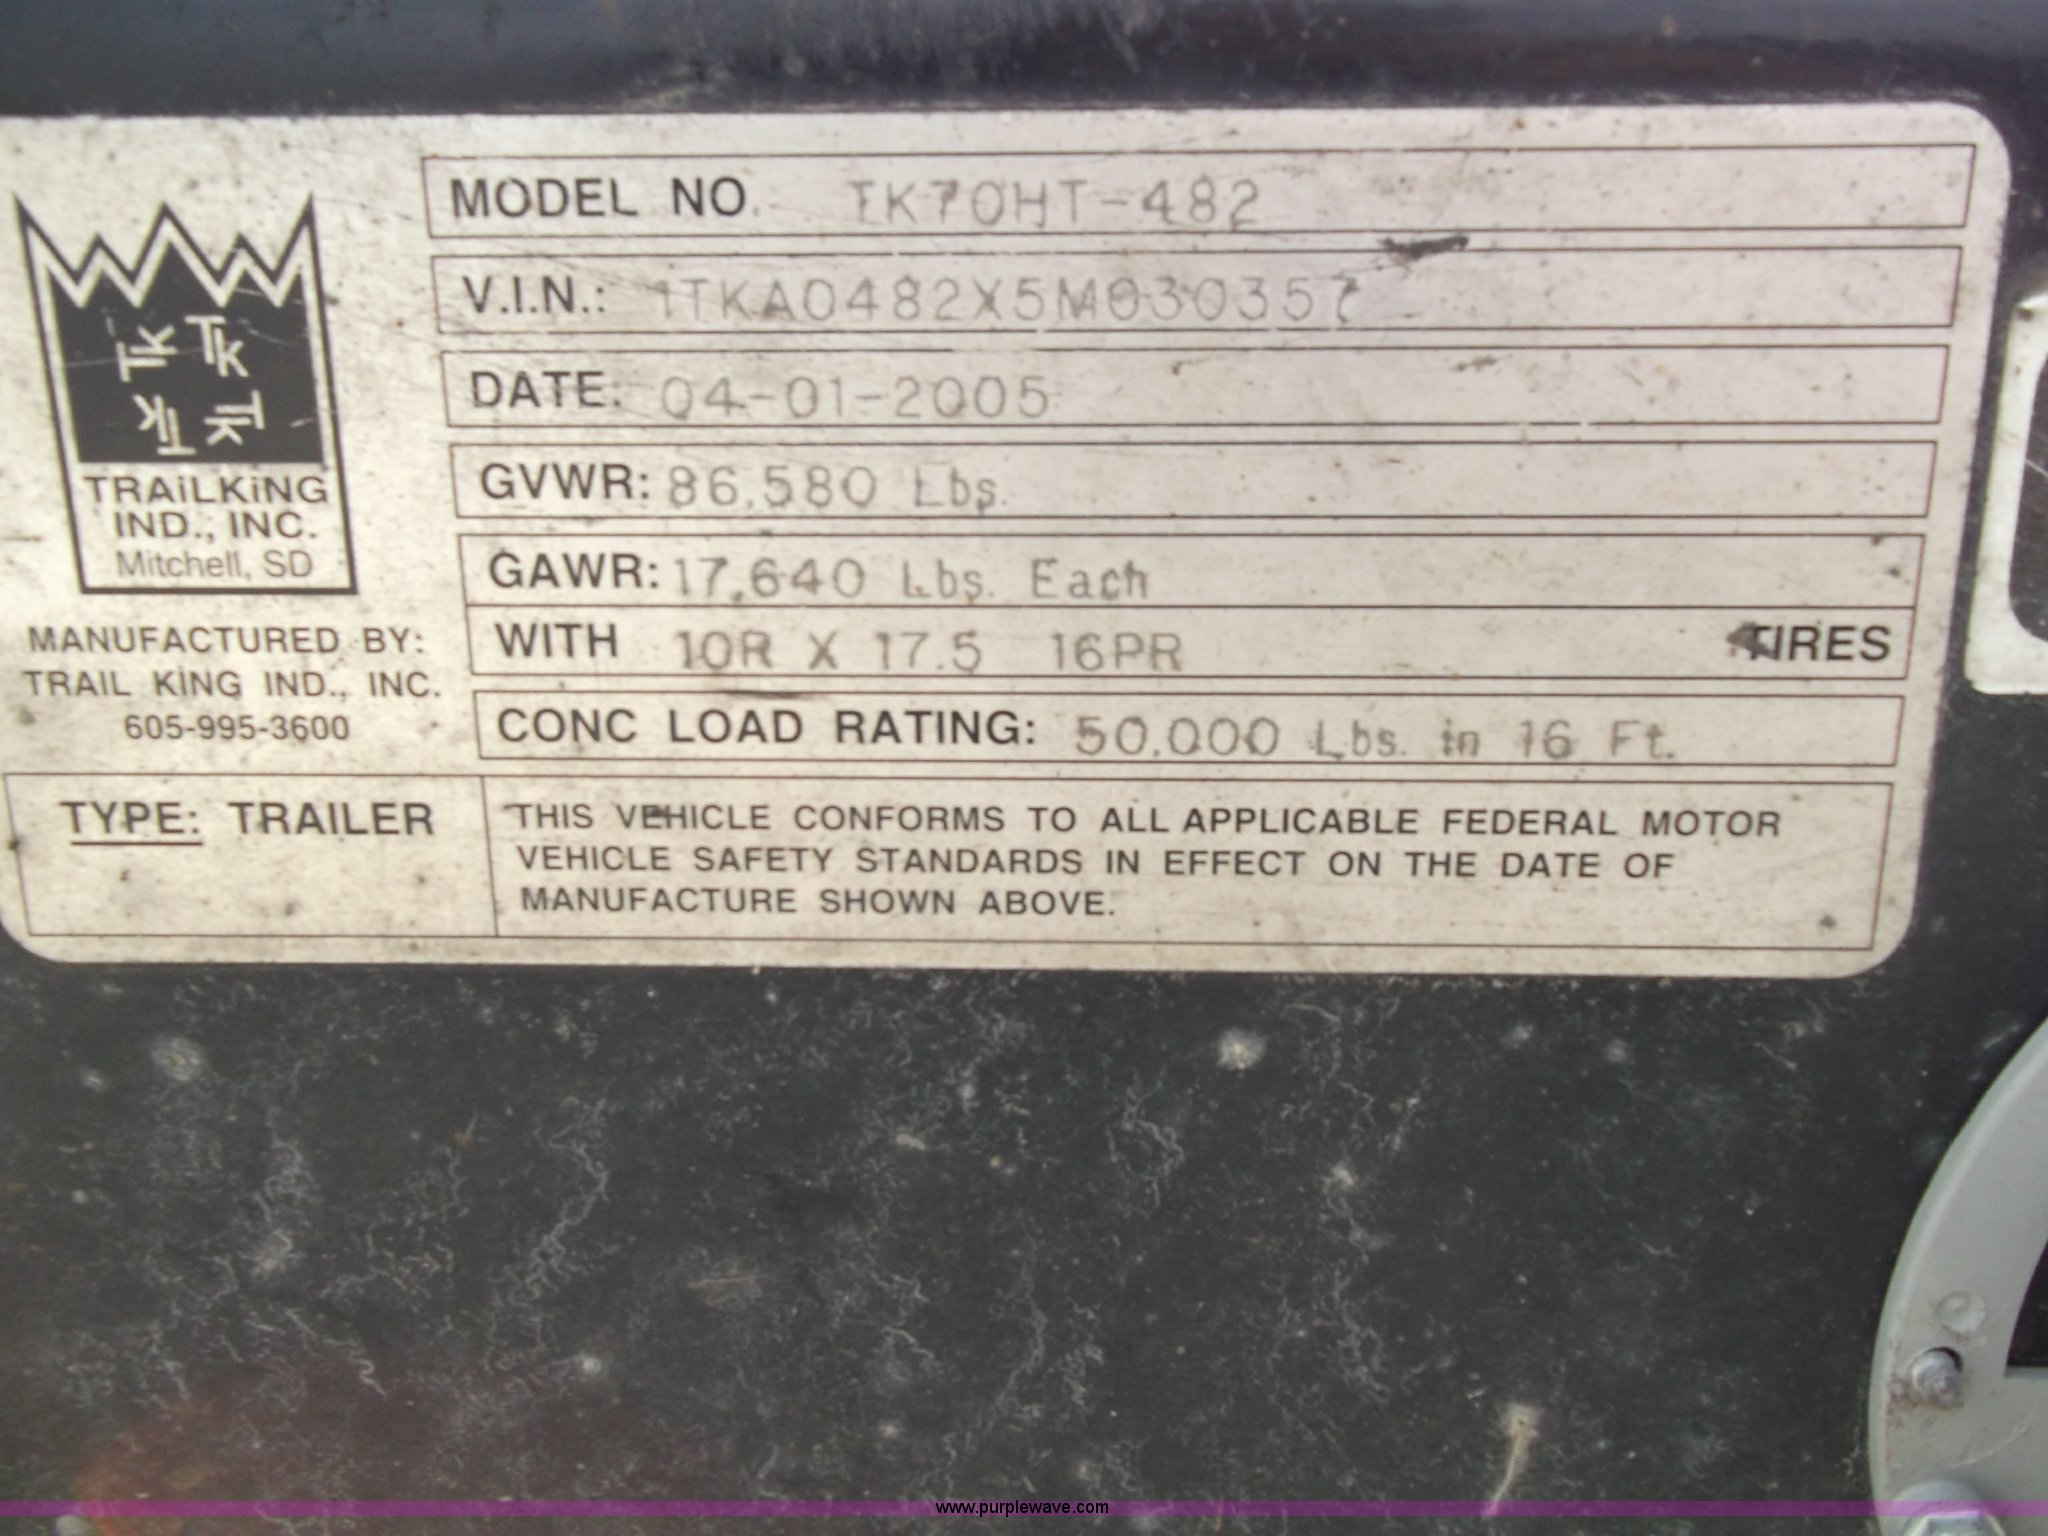 MODEL NO. TK70HT-482
V.I.N.: 1TKA0482X5M030357
DATE: 04-01-2005
GVWR: 86,580 Lbs.
GAWR: 17,640 Lbs. Each
WITH 10R X 17.5 16PR TIRES
CONC LOAD RATING: 50,000 Lbs. in 16 Ft.
TK TK
TK TK
TRAiLKiNG
IND., INC.
Mitchell, SD
MANUFACTURED BY:
TRAIL KING IND., INC.
605-995-3600
TYPE: TRAILER
THIS VEHICLE CONFORMS TO ALL APPLICABLE FEDERAL MOTOR
VEHICLE SAFETY STANDARDS IN EFFECT ON THE DATE OF
MANUFACTURE SHOWN ABOVE.
www.purplewave.com